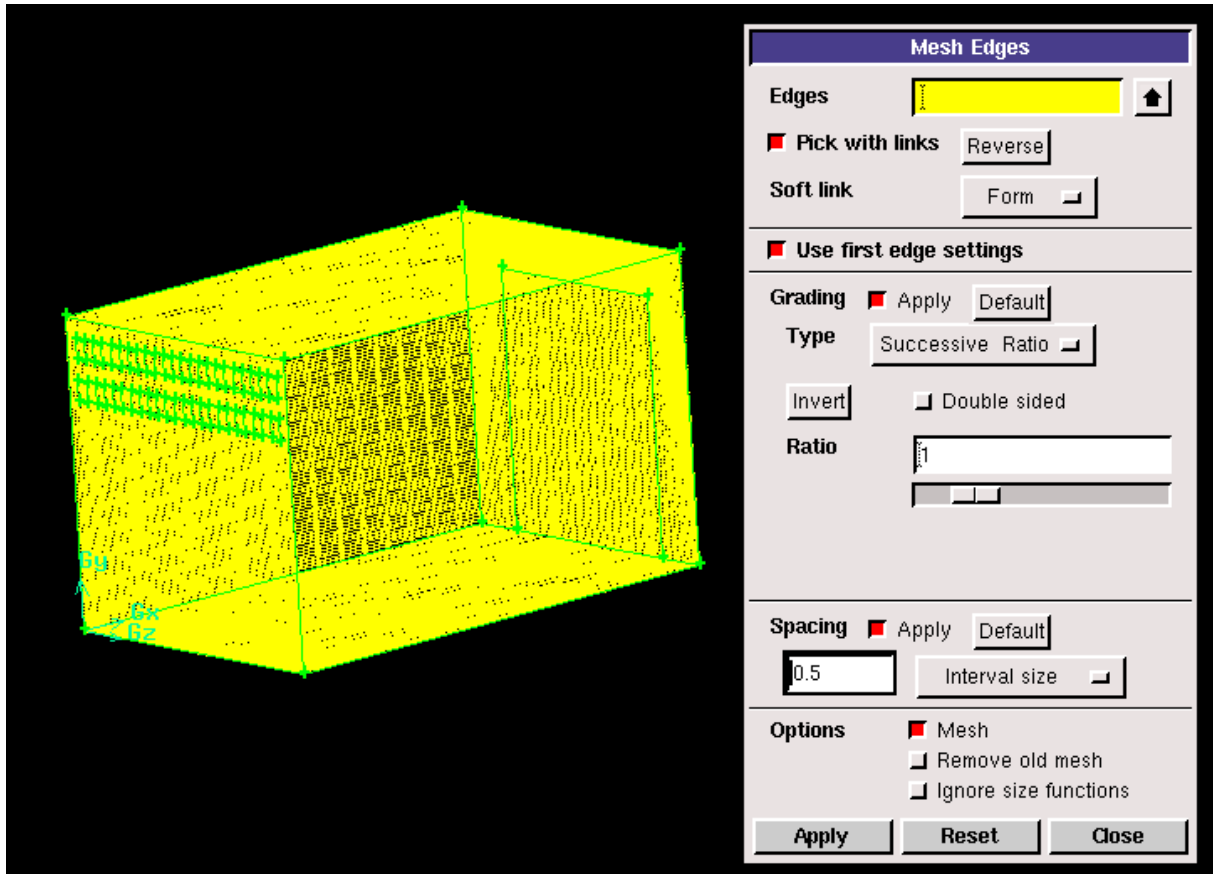 Mesh Edges
Edges
Pick with links Reverse
Soft link Form
Use first edge settings
Grading Apply Default
Type Successive Ratio
Invert Double sided
Ratio 1
Spacing Apply Default
0.5 Interval size
Options Mesh
Remove old mesh
Ignore size functions
Apply Reset Close
Gy
Gx
Gz